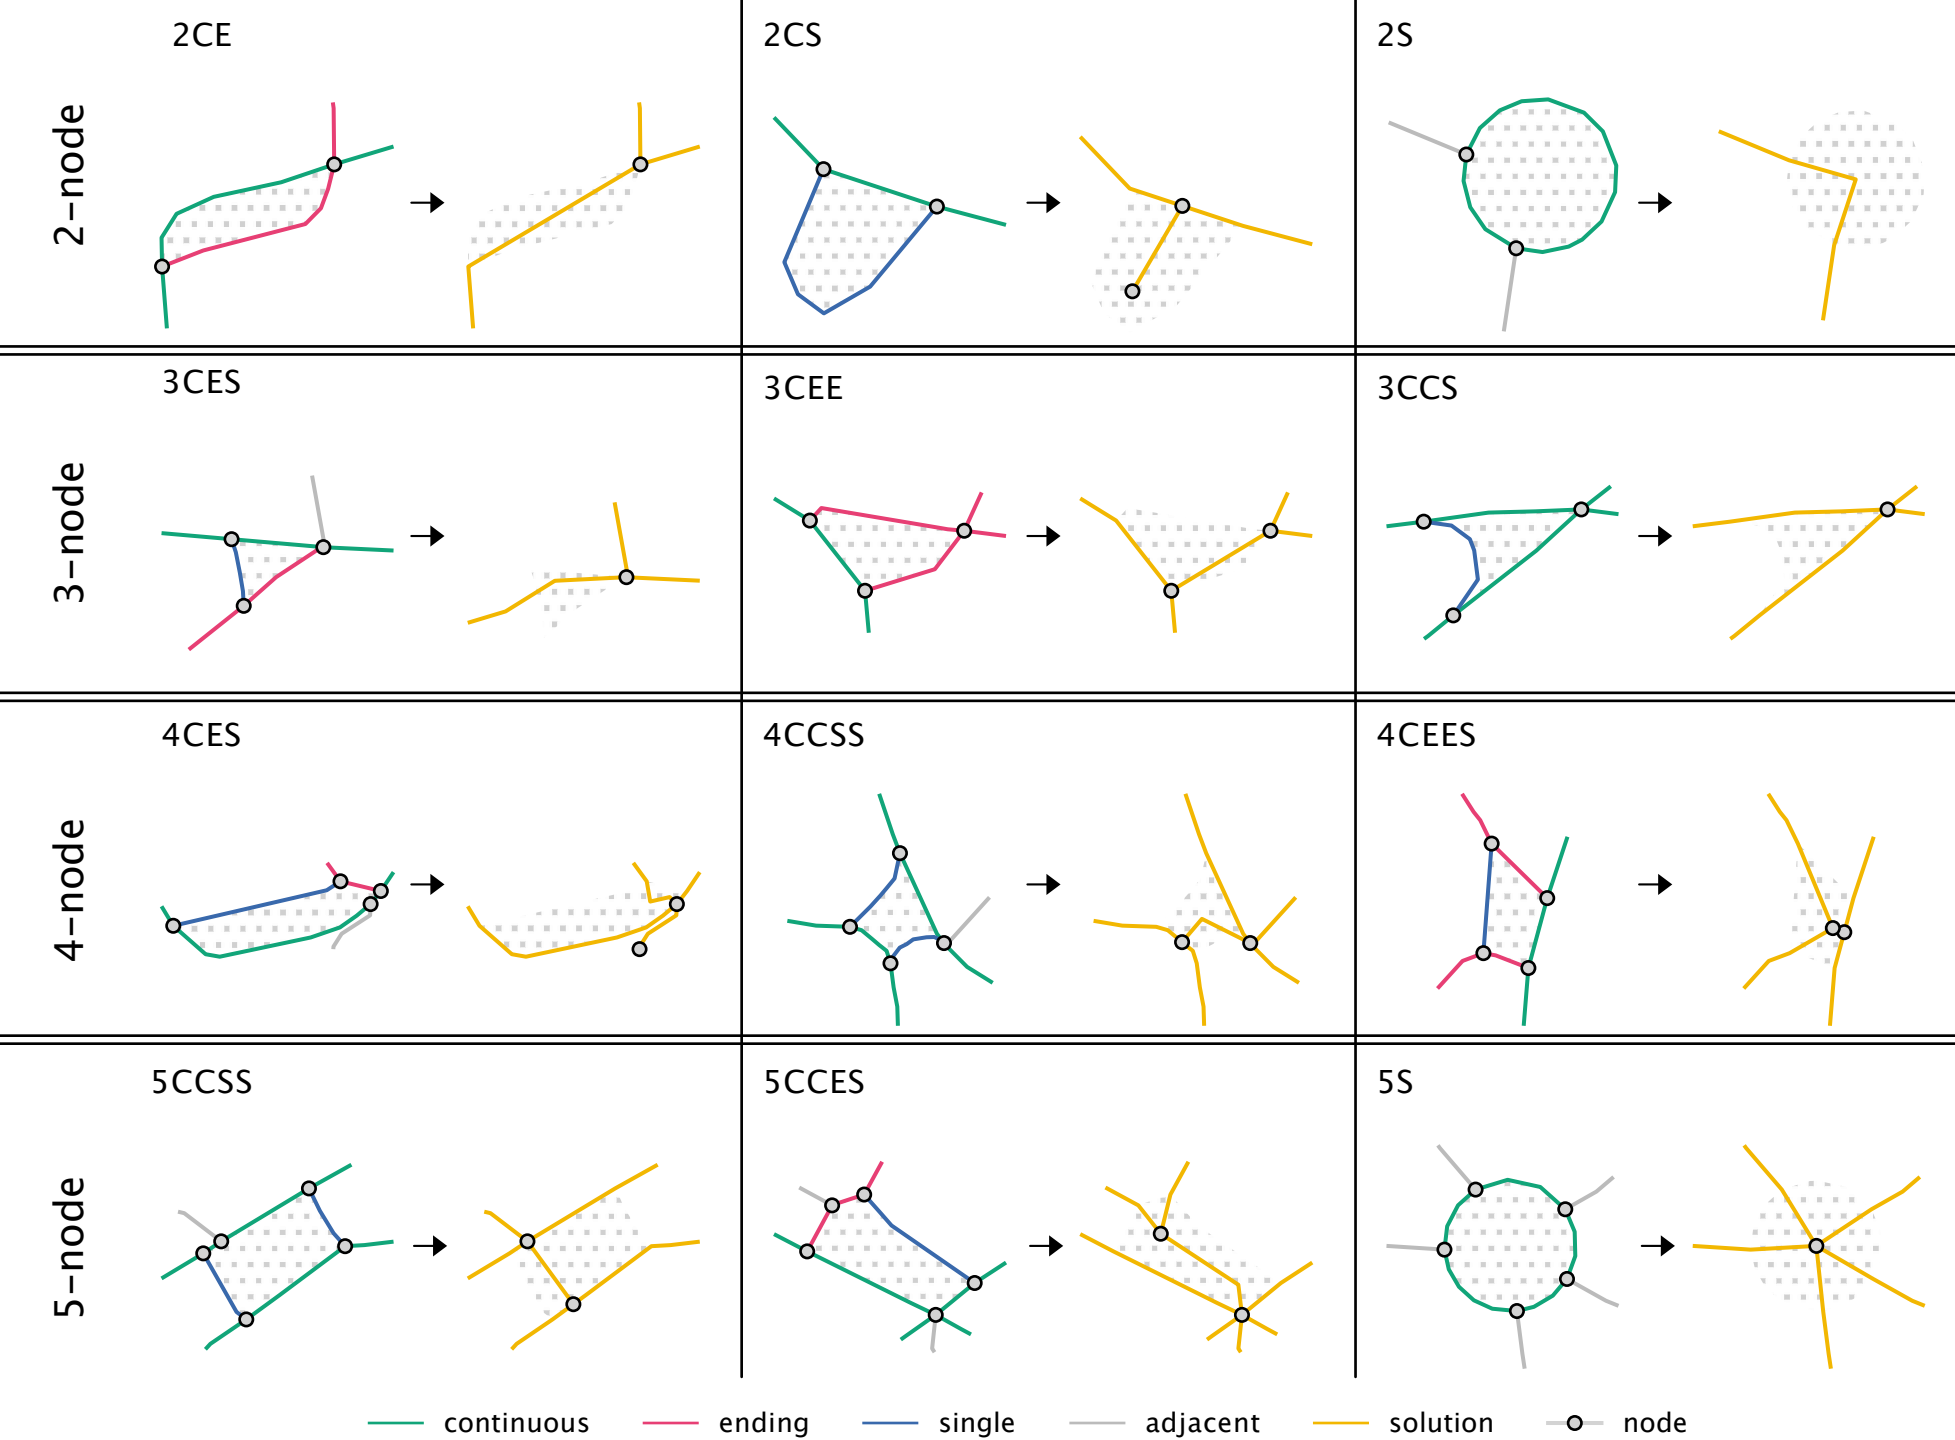 2CE
2CS
2S
2-node
3CES
3CEE
3CCS
3-node
4CES
4CCSS
4CEES
4-node
5CCSS
5CCES
5S
5-node
continuous ending single adjacent solution node